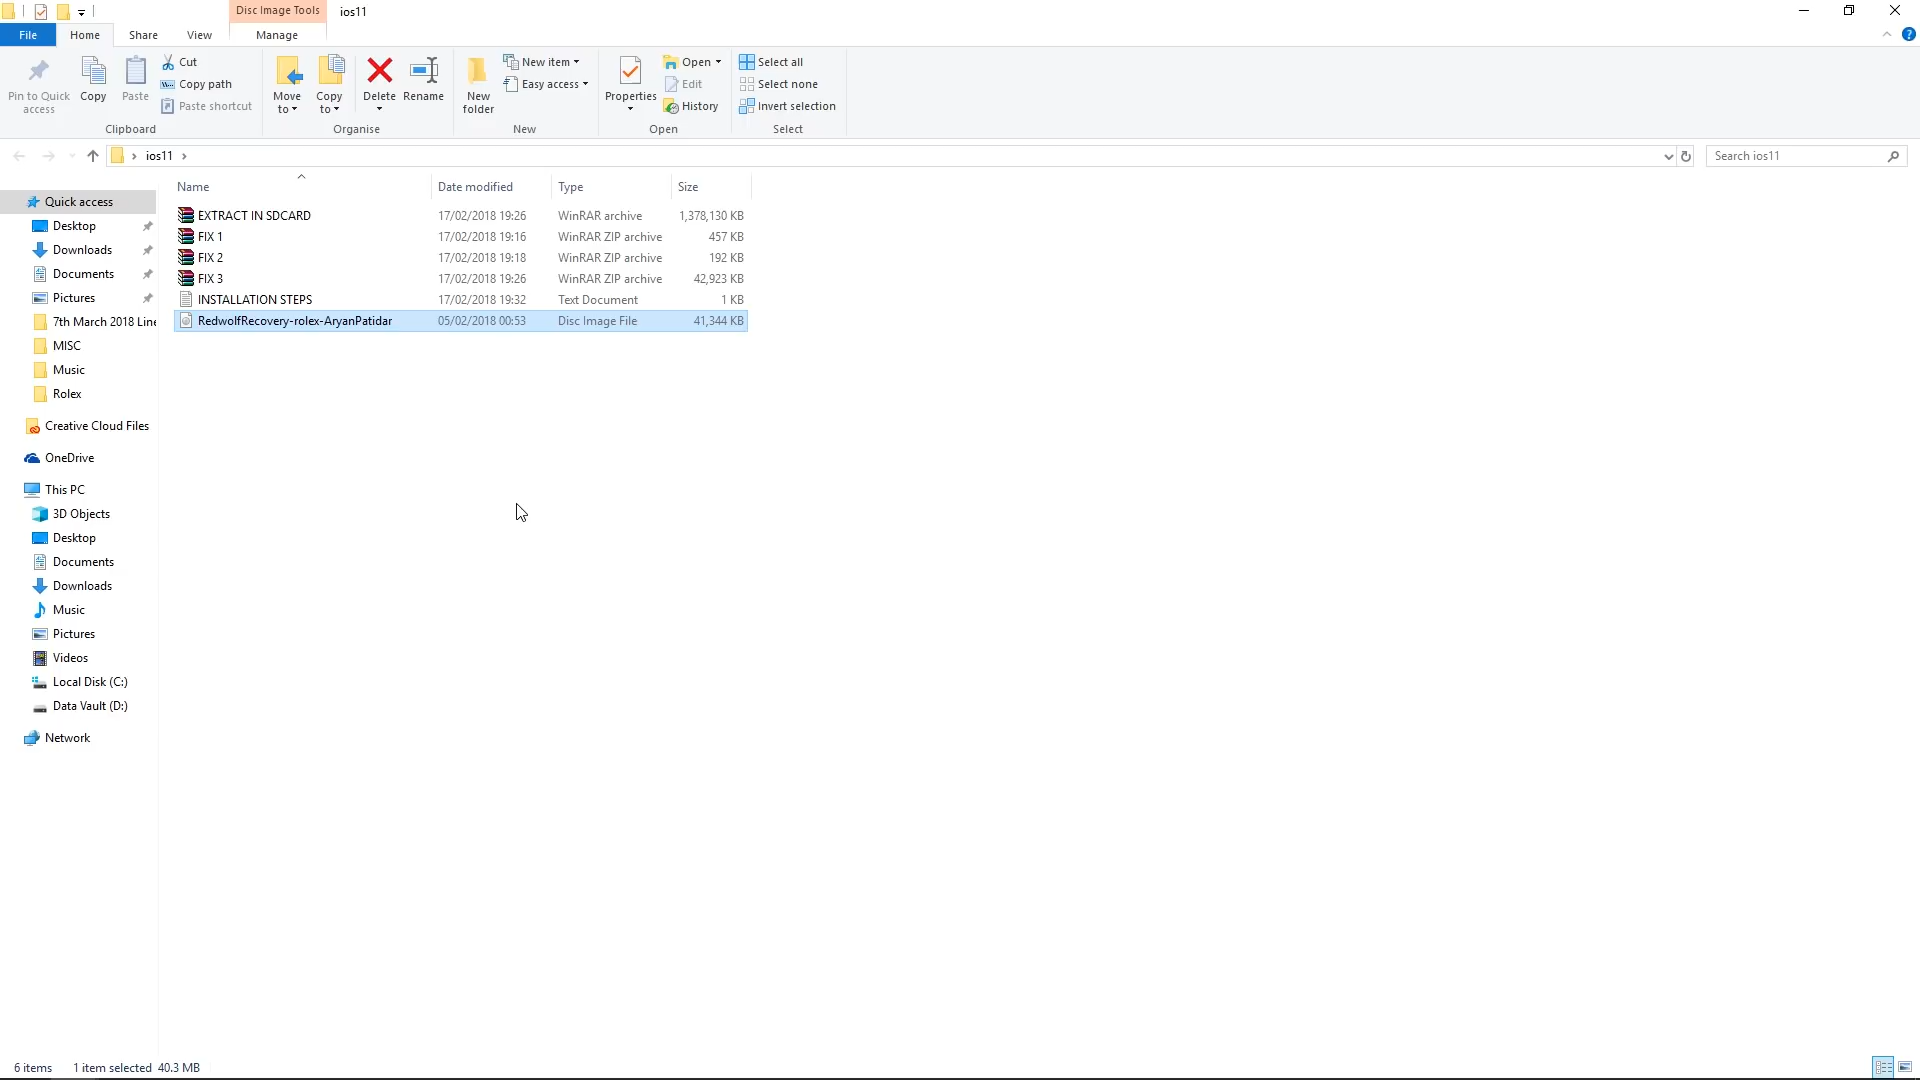 Disc Image Tools ios11
File Home Share View Manage
Pin to Quick access
Copy
Paste
Cut
Copy path
Paste shortcut
Clipboard
Move to
Copy to
Delete
Rename
Organise
New folder
New item
Easy access
New
Properties
Open
Edit
History
Open
Select all
Select none
Invert selection
Select
ios11
Search ios11
Name Date modified Type Size
EXTRACT IN SDCARD 17/02/2018 19:26 WinRAR archive 1,378,130 KB
FIX 1 17/02/2018 19:16 WinRAR ZIP archive 457 KB
FIX 2 17/02/2018 19:18 WinRAR ZIP archive 192 KB
FIX 3 17/02/2018 19:26 WinRAR ZIP archive 42,923 KB
INSTALLATION STEPS 17/02/2018 19:32 Text Document 1 KB
RedwolfRecovery-rolex-AryanPatidar 05/02/2018 00:53 Disc Image File 41,344 KB
Quick access
Desktop
Downloads
Documents
Pictures
7th March 2018 Line
MISC
Music
Rolex
Creative Cloud Files
OneDrive
This PC
3D Objects
Desktop
Documents
Downloads
Music
Pictures
Videos
Local Disk (C:)
Data Vault (D:)
Network
6 items 1 item selected 40.3 MB